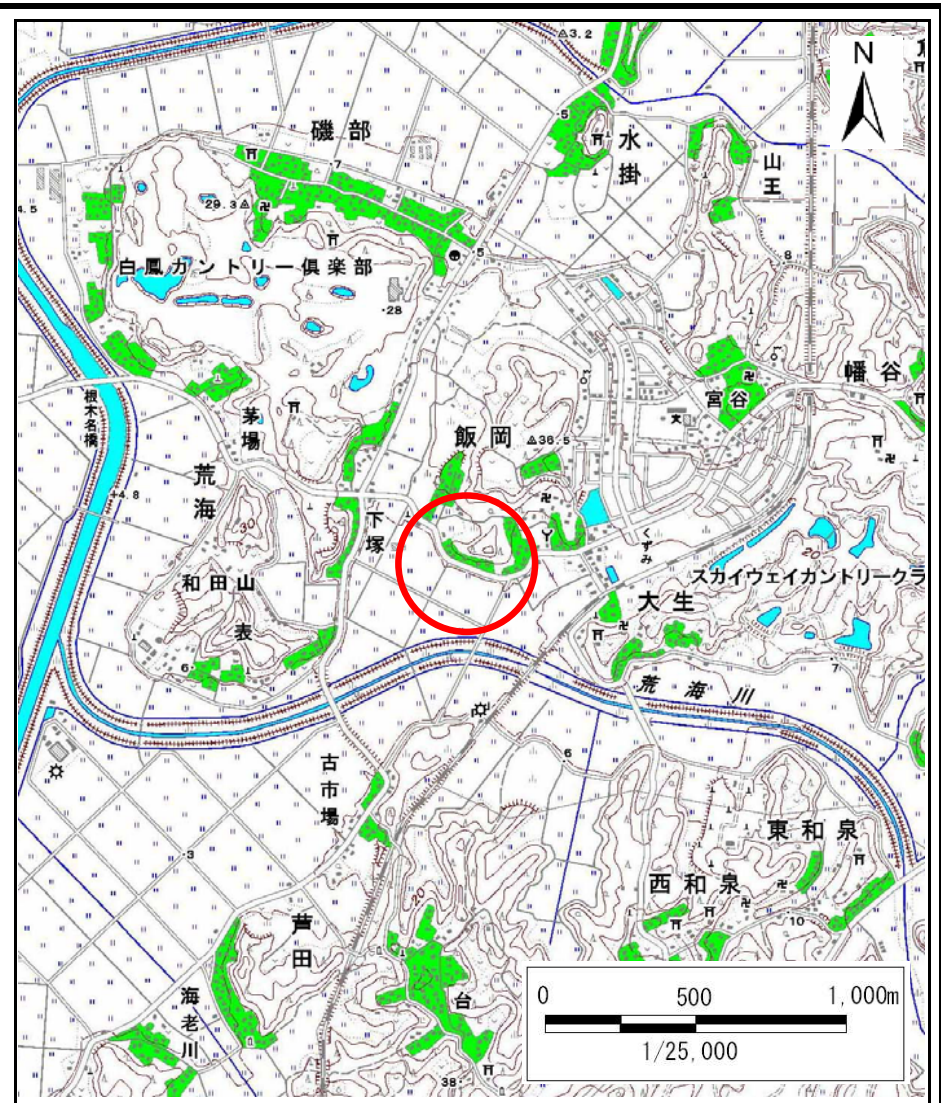 3.2
N
5
磯部
水掛
山王
7
29.3
4.5
5
8
白鳳カントリー倶楽部
28
幡谷
宮谷
文
根木名橋
茅場
飯岡
36.5
荒海
4.8
下塚
30
くずみ
20
スカイウェイカントリークラ
和田山
大生
表
6
7
荒海川
6
古市場
東和泉
3
西和泉
20
10
芦田
海老川
台
38
0 500 1,000m
1/25,000